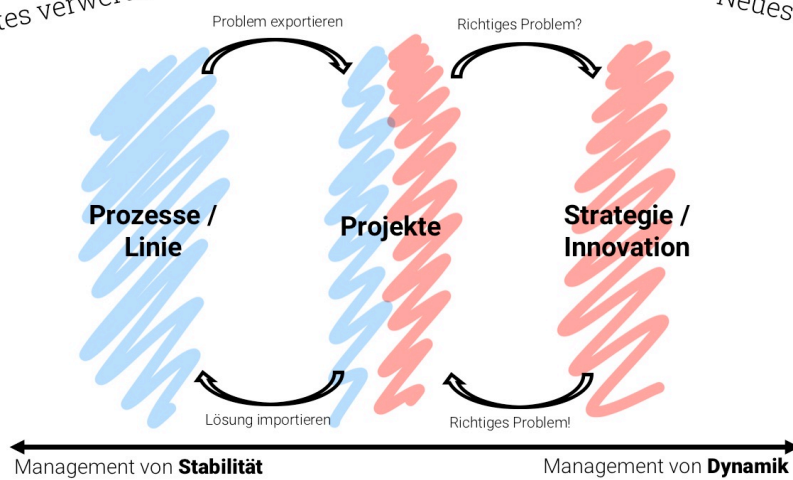 Neues
Problem exportieren
Richtiges Problem?
Prozesse /
Linie
Projekte
Strategie /
Innovation
Lösung importieren
Richtiges Problem!
Management von Stabilität
Management von Dynamik